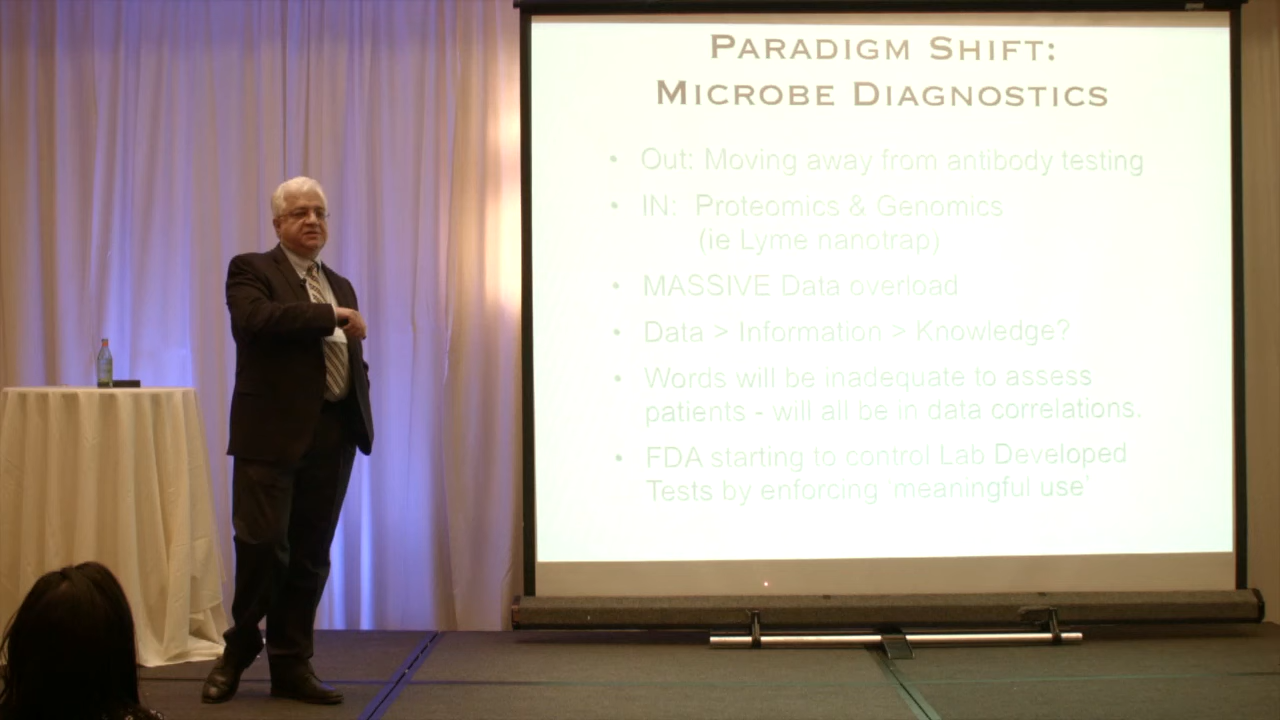 PARADIGM SHIFT:
MICROBE DIAGNOSTICS
• Out: Moving away from antibody testing
• IN: Proteomics & Genomics
(ie Lyme nanotrap)
• MASSIVE Data overload
• Data > Information > Knowledge?
• Words will be inadequate to assess
patients - will all be in data correlations.
• FDA starting to control Lab Developed
Tests by enforcing 'meaningful use'